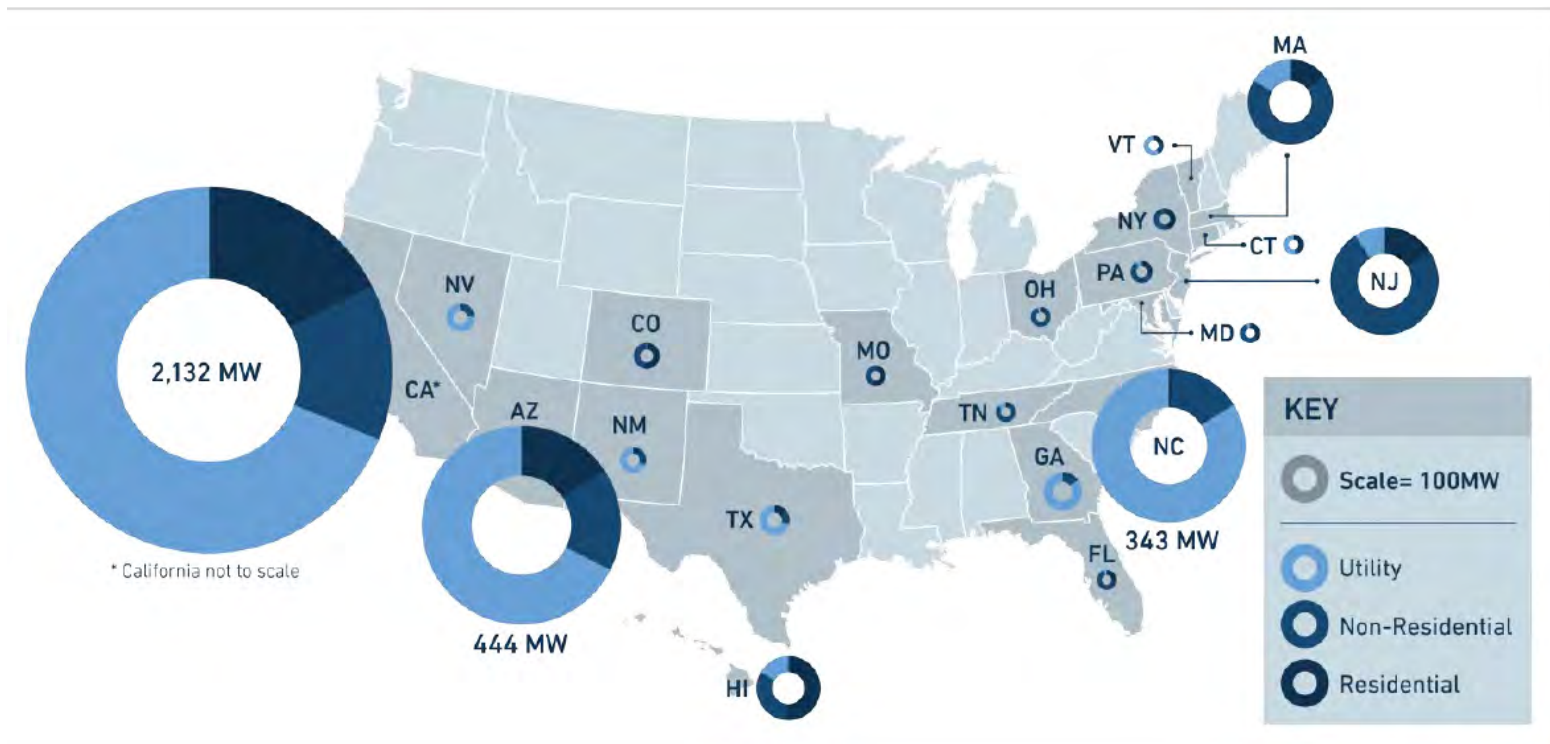 MA
VT
NY
CT
PA
NJ
NV
OH
CO
MD
MO
2,132 MW
CA*
AZ
TN
NM
NC
GA
TX
343 MW
FL
* California not to scale
444 MW
HI
KEY
Scale= 100MW
Utility
Non-Residential
Residential